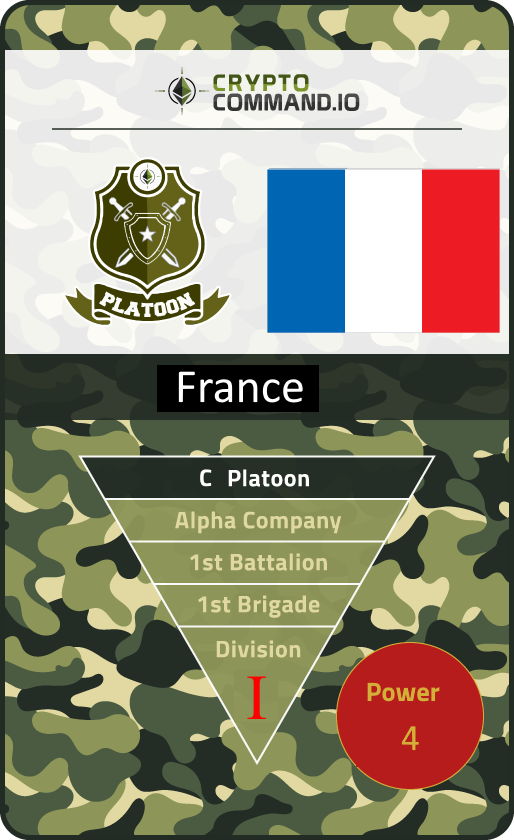 CRYPTO
COMMAND.IO
PLATOON
France
C Platoon
Alpha Company
1st Battalion
1st Brigade
Division
I
Power
4